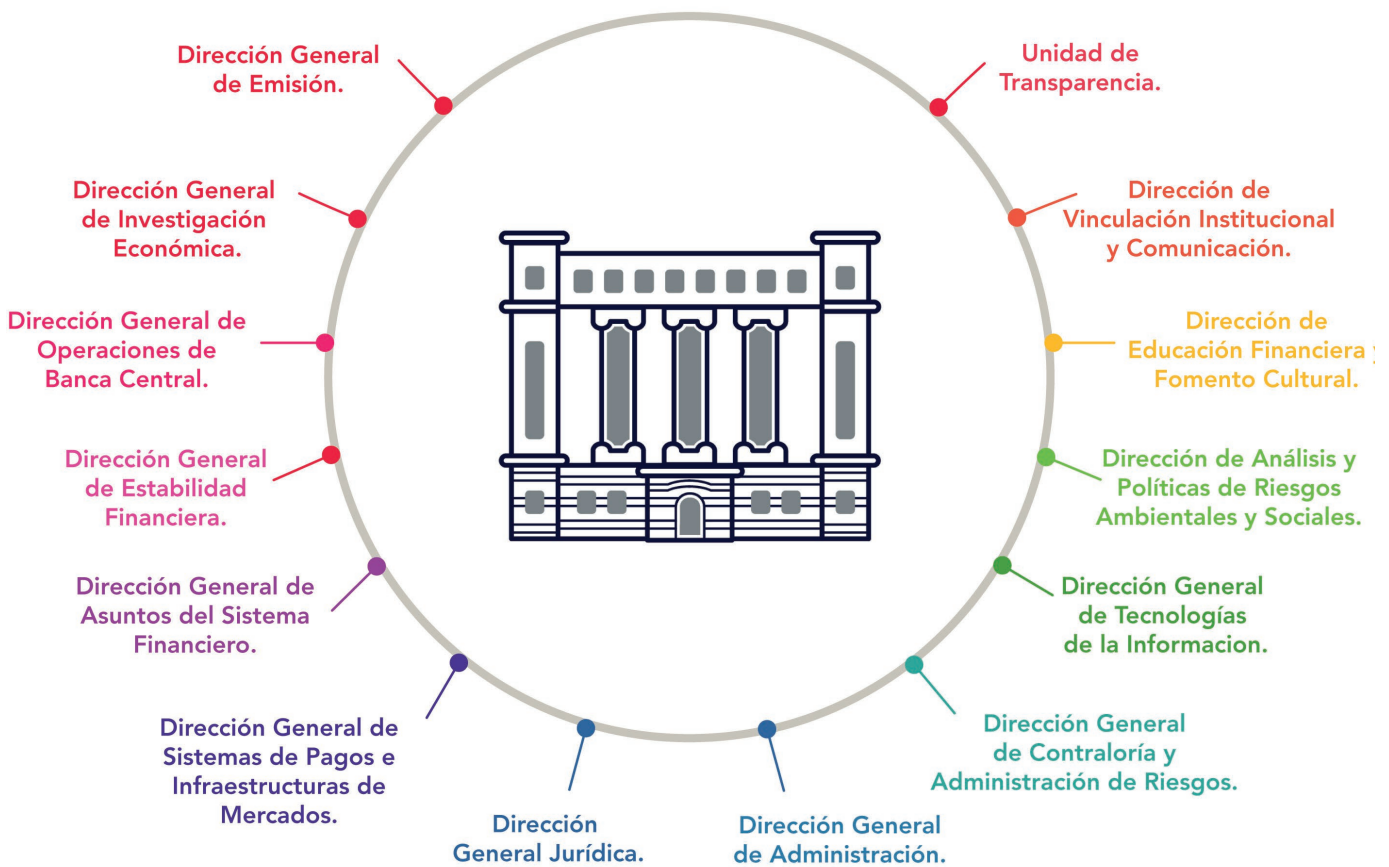 Dirección General
de Emisión.
Dirección General
de Investigación
Económica.
Dirección General de
Operaciones de
Banca Central.
Dirección General
de Estabilidad
Financiera.
Dirección General de
Asuntos del Sistema
Financiero.
Dirección General de
Sistemas de Pagos e
Infraestructuras de
Mercados.
Dirección
General Jurídica.
Dirección General
de Administración.
Dirección General
de Contraloría y
Administración de Riesgos.
Dirección General
de Tecnologías
de la Informacion.
Dirección de Análisis y
Políticas de Riesgos
Ambientales y Sociales.
Dirección de
Educación Financiera y
Fomento Cultural.
Dirección de
Vinculación Institucional
y Comunicación.
Unidad de
Transparencia.